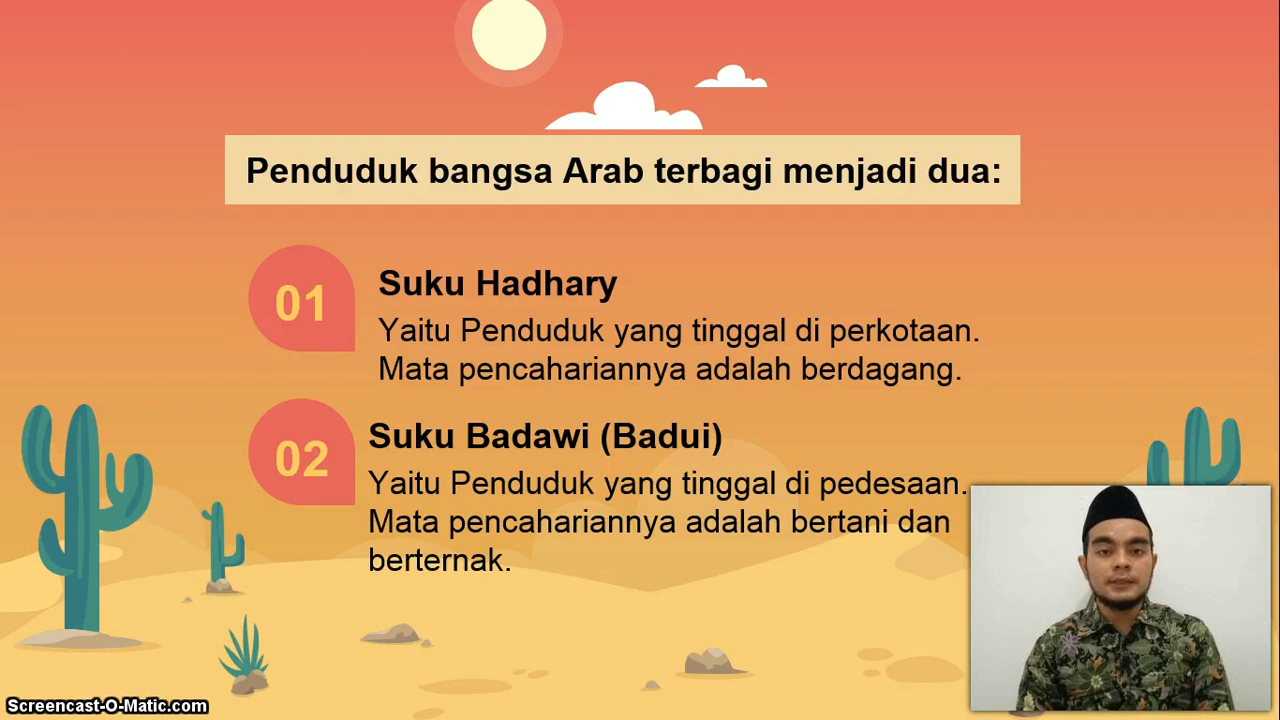 Penduduk bangsa Arab terbagi menjadi dua:
01
Suku Hadhary
Yaitu Penduduk yang tinggal di perkotaan.
Mata pencahariannya adalah berdagang.
02
Suku Badawi (Badui)
Yaitu Penduduk yang tinggal di pedesaan.
Mata pencahariannya adalah bertani dan
berternak.
Screencast-O-Matic.com